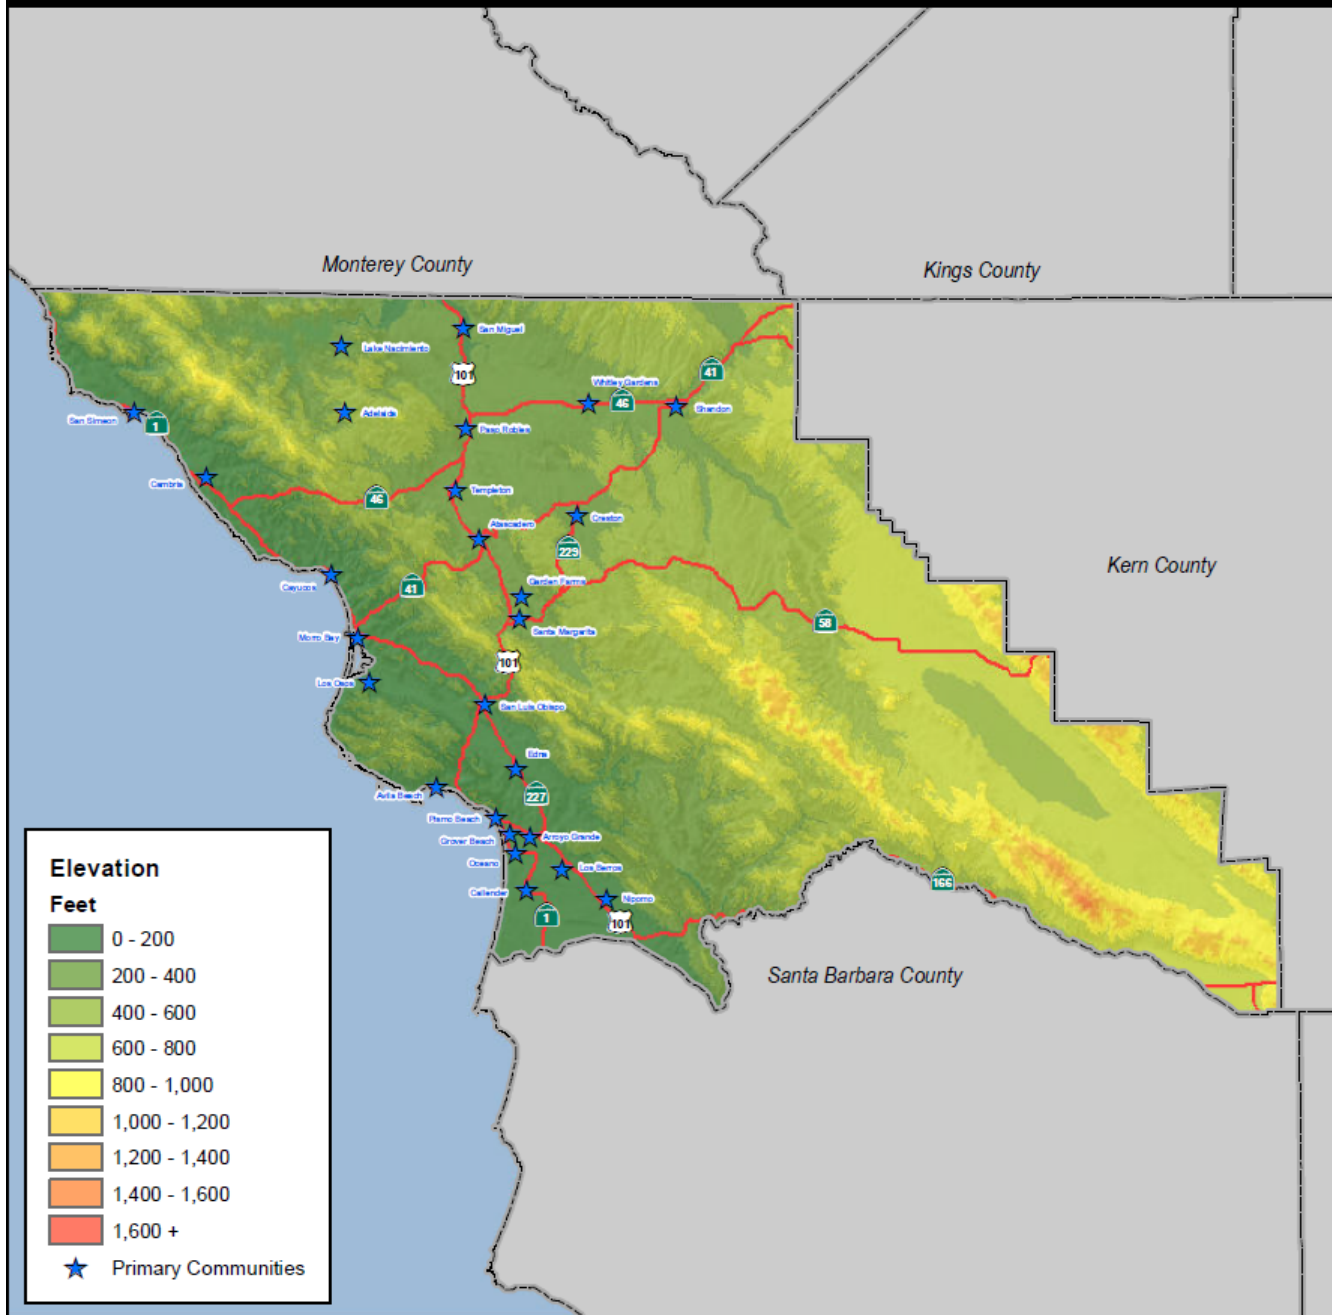 Monterey County
Kings County
San Miguel
Lake Nacimiento
101
41
Whitley Gardens
46
Shandon
Adelaida
San Simeon
1
Paso Robles
Cambria
46
Templeton
Creston
Atascadero
229
Kern County
Garden Farms
Cayucos
41
58
Santa Margarita
Morro Bay
101
Los Osos
San Luis Obispo
Edna
Avila Beach
227
Pismo Beach
Grover Beach
Arroyo Grande
Oceano
Los Berros
166
Callender
Nipomo
1
101
Santa Barbara County
Elevation
Feet
0 - 200
200 - 400
400 - 600
600 - 800
800 - 1,000
1,000 - 1,200
1,200 - 1,400
1,400 - 1,600
1,600 +
Primary Communities